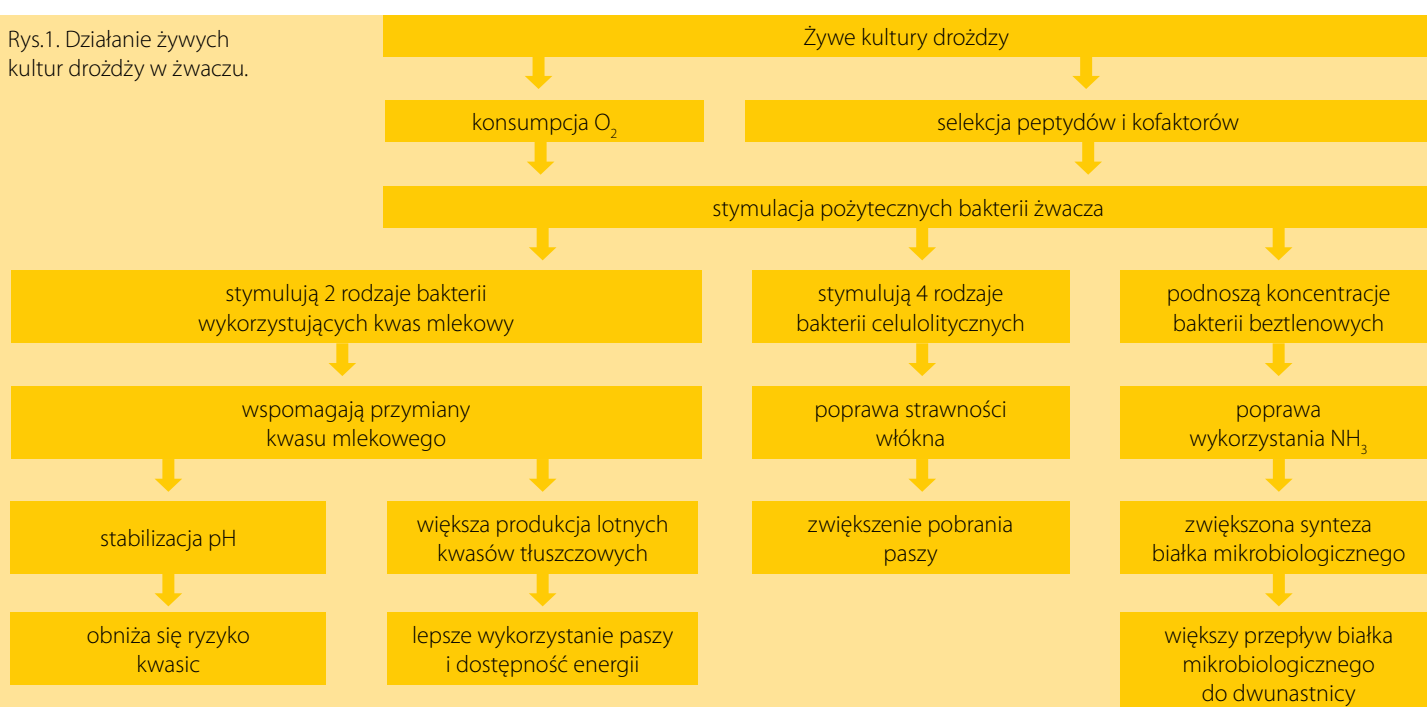 Rys.1. Działanie żywych
kultur drożdży w żwaczu.
Żywe kultury drożdzy
konsumpcja O₂
selekcja peptydów i kofaktorów
stymulacja pożytecznych bakterii żwacza
stymulują 2 rodzaje bakterii
wykorzystujących kwas mlekowy
stymulują 4 rodzaje
bakterii celulolitycznych
podnoszą koncentracje
bakterii beztlenowych
wspomagają przymiany
kwasu mlekowego
poprawa strawności
włókna
poprawa
wykorzystania NH₃
stabilizacja pH
większa produkcja lotnych
kwasów tłuszczowych
zwiększenie pobrania
paszy
zwiększona synteza
białka mikrobiologicznego
obniża się ryzyko
kwasic
lepsze wykorzystanie paszy
i dostępność energii
większy przepływ białka
mikrobiologicznego
do dwunastnicy